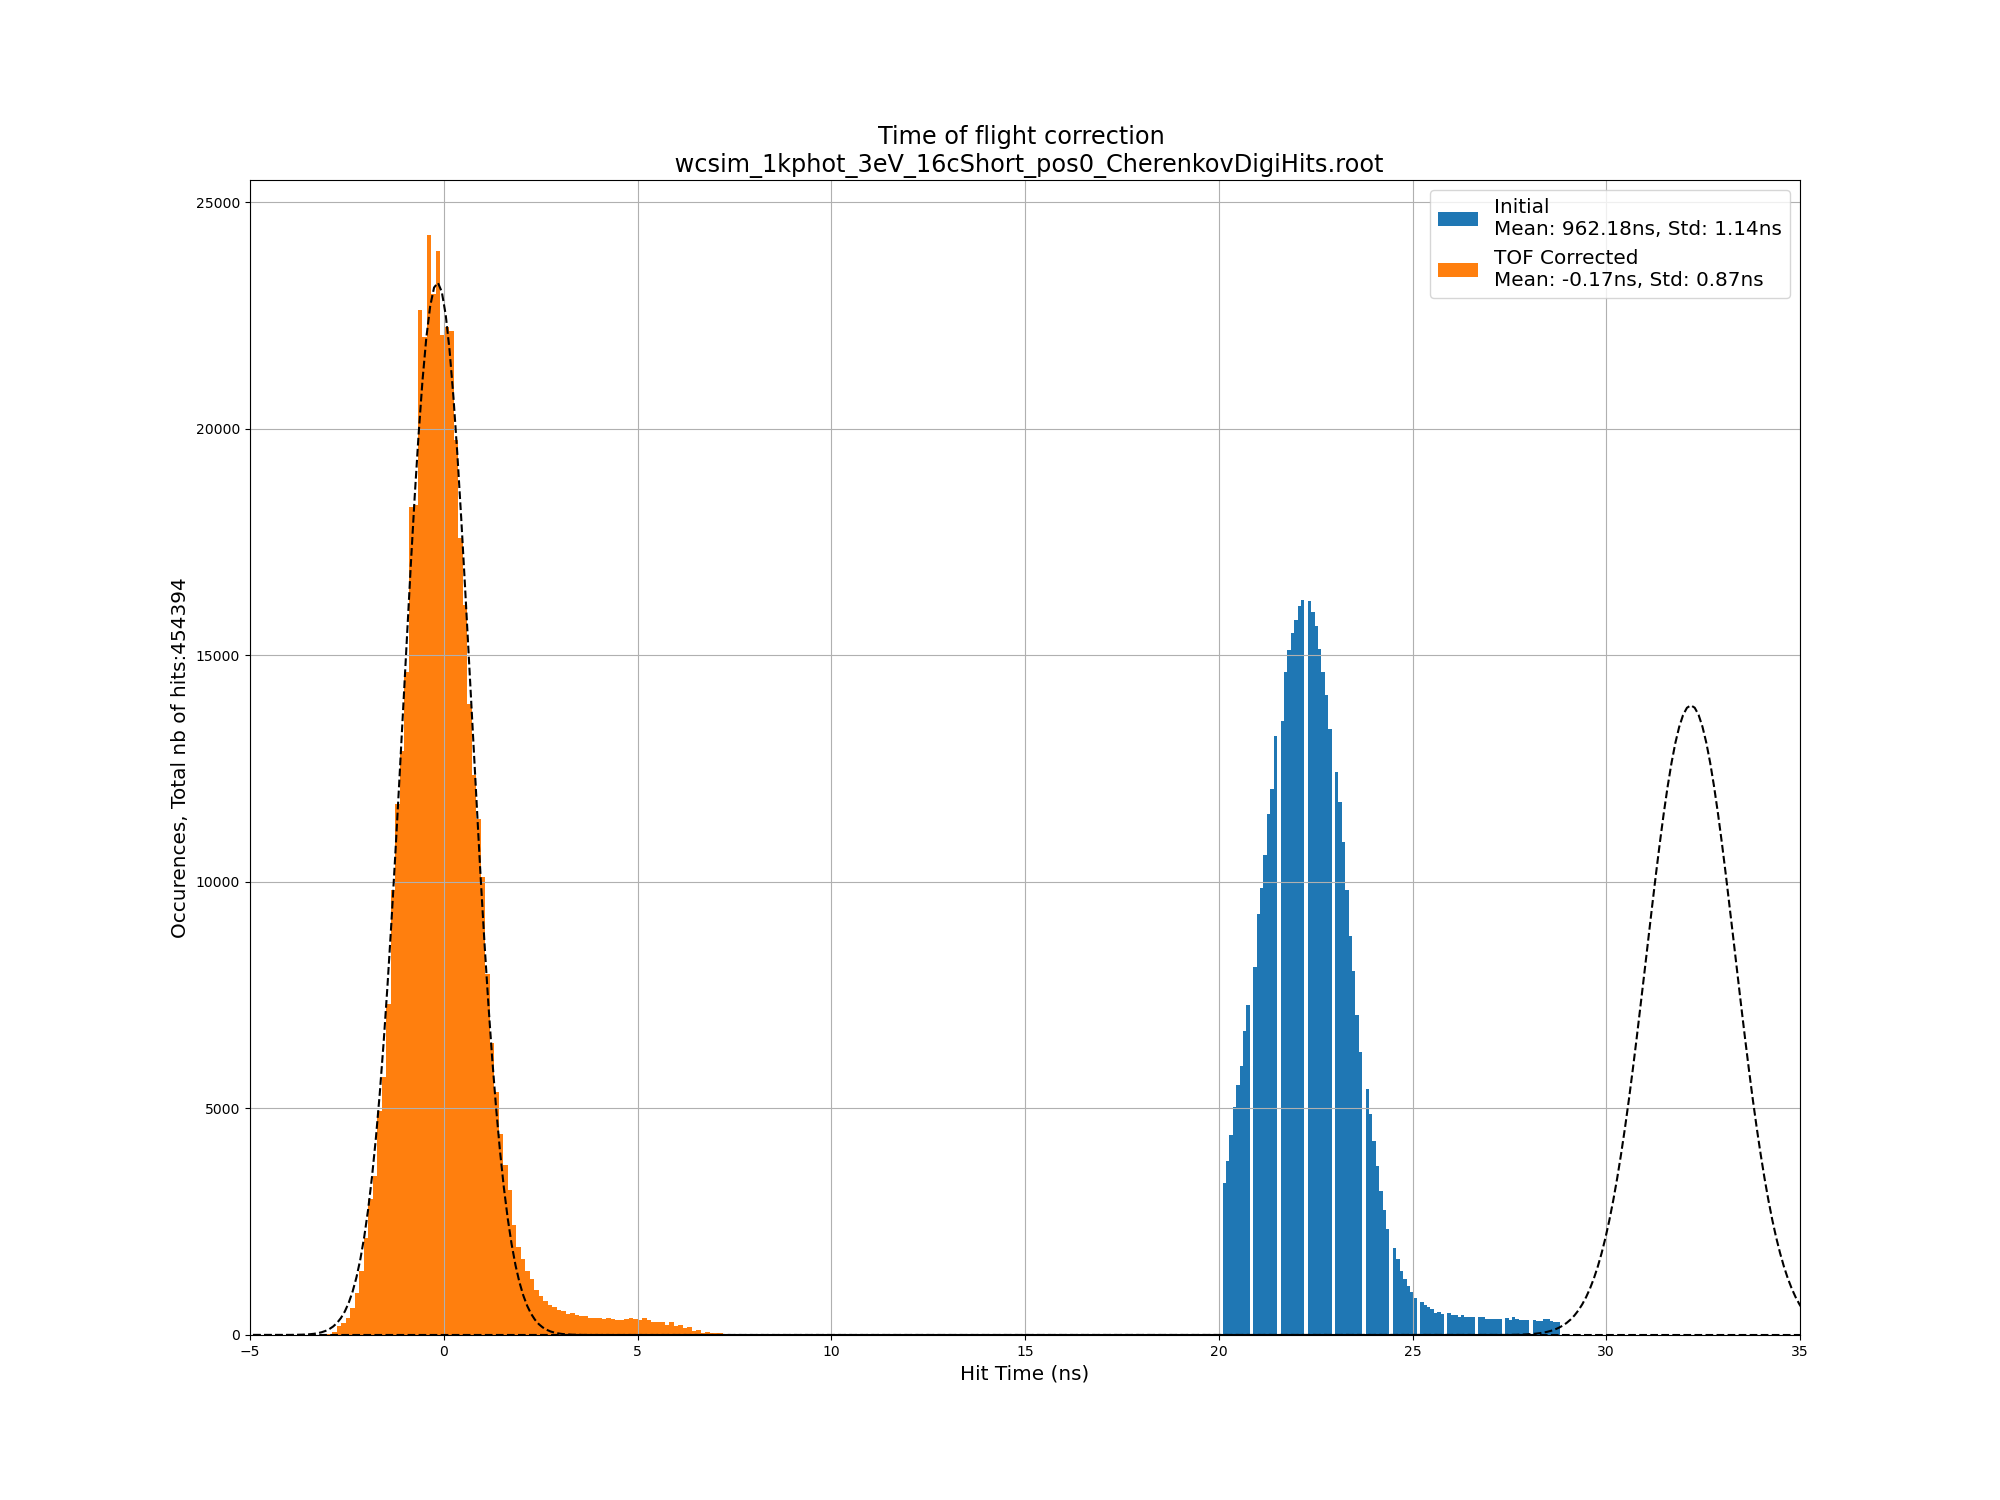 Time of flight correction
wcsim_1kphot_3eV_16cShort_pos0_CherenkovDigiHits.root
Initial
Mean: 962.18ns, Std: 1.14ns
TOF Corrected
Mean: -0.17ns, Std: 0.87ns
25000
20000
15000
10000
5000
0
Occurences, Total nb of hits:454394
−5 0 5 10 15 20 25 30 35
Hit Time (ns)